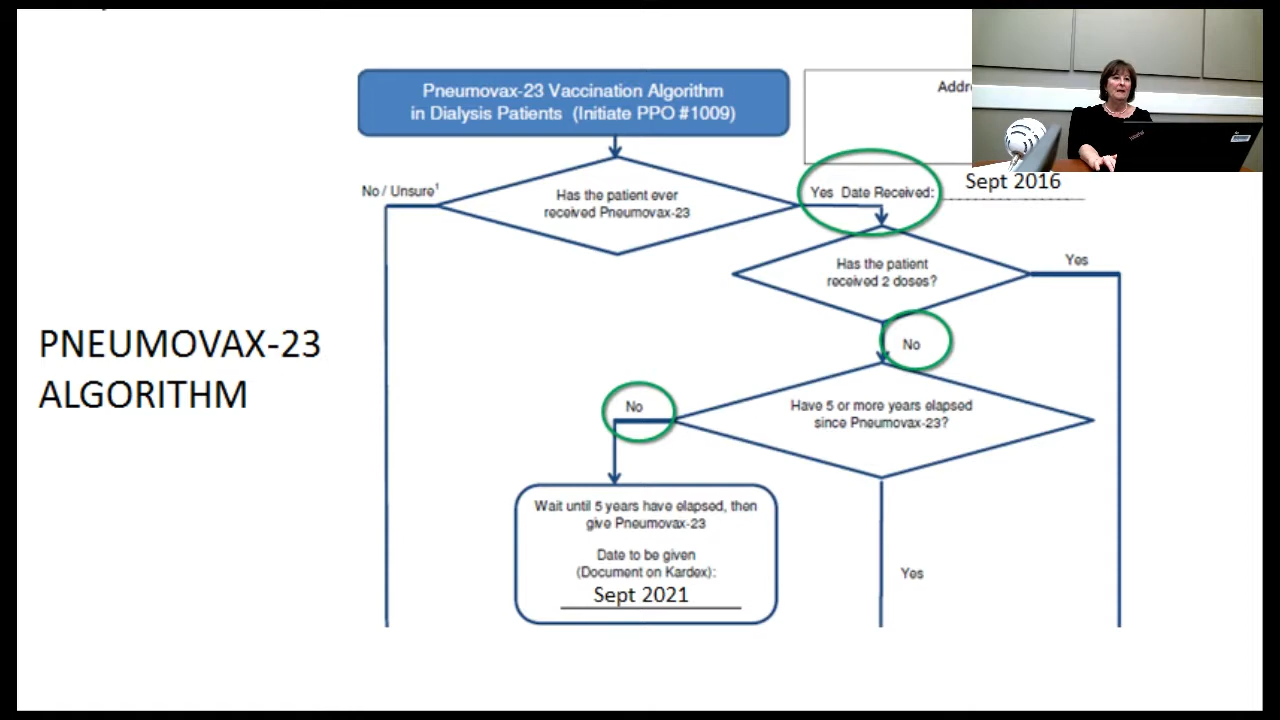 Pneumovax-23 Vaccination Algorithm
in Dialysis Patients (Initiate PPO #1009)
No / Unsure¹
Has the patient ever
received Pneumovax-23
Yes Date Received:
Sept 2016
Has the patient
received 2 doses?
Yes
No
PNEUMOVAX-23
ALGORITHM
No
Have 5 or more years elapsed
since Pneumovax-23?
Wait until 5 years have elapsed, then
give Pneumovax-23
Date to be given
(Document on Kardex):
Sept 2021
Yes